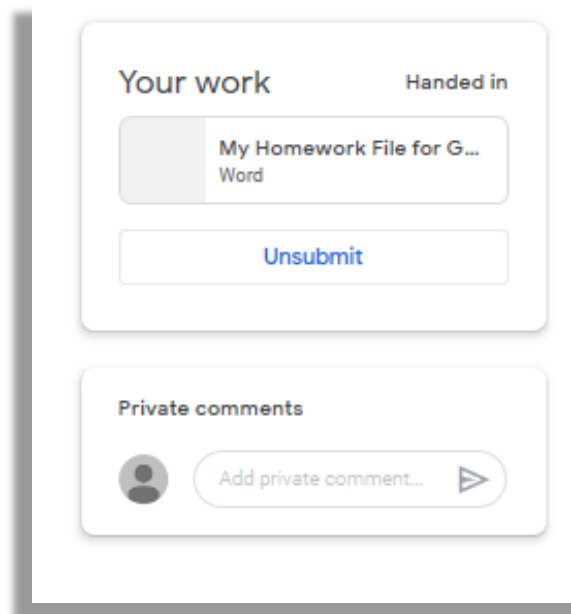 Your work
Handed in
My Homework File for G...
Word
Unsubmit
Private comments
Add private comment...